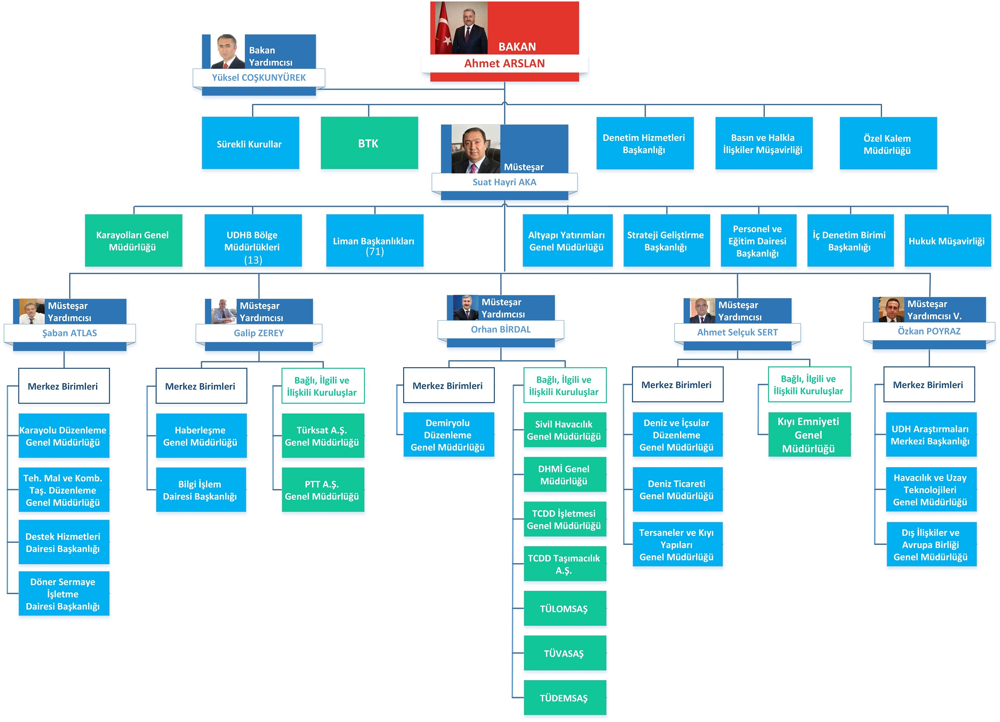 BAKAN
Ahmet ARSLAN
Bakan
Yardımcısı
Yüksel COŞKUNYÜREK
Sürekli Kurullar
BTK
Müsteşar
Suat Hayri AKA
Denetim Hizmetleri
Başkanlığı
Basın ve Halkla
İlişkiler Müşavirliği
Özel Kalem
Müdürlüğü
Karayolları Genel
Müdürlüğü
UDHB Bölge
Müdürlükleri
(13)
Liman Başkanlıkları
(71)
Altyapı Yatırımları
Genel Müdürlüğü
Strateji Geliştirme
Başkanlığı
Personel ve
Eğitim Dairesi
Başkanlığı
İç Denetim Birimi
Başkanlığı
Hukuk Müşavirliği
Müsteşar
Yardımcısı
Şaban ATLAS
Müsteşar
Yardımcısı
Galip ZEREY
Müsteşar
Yardımcısı
Orhan BİRDAL
Müsteşar
Yardımcısı
Ahmet Selçuk SERT
Müsteşar
Yardımcısı V.
Özkan POYRAZ
Merkez Birimleri
Karayolu Düzenleme
Genel Müdürlüğü
Teh. Mal ve Komb.
Taş. Düzenleme
Genel Müdürlüğü
Destek Hizmetleri
Dairesi Başkanlığı
Döner Sermaye
İşletme
Dairesi Başkanlığı
Merkez Birimleri
Haberleşme
Genel Müdürlüğü
Bilgi İşlem
Dairesi Başkanlığı
Bağlı, İlgili ve
İlişkili Kuruluşlar
Türksat A.Ş.
Genel Müdürlüğü
PTT A.Ş.
Genel Müdürlüğü
Merkez Birimleri
Demiryolu
Düzenleme
Genel Müdürlüğü
Bağlı, İlgili ve
İlişkili Kuruluşlar
Sivil Havacılık
Genel Müdürlüğü
DHMİ Genel
Müdürlüğü
TCDD İşletmesi
Genel Müdürlüğü
TCDD Taşımacılık
A.Ş.
TÜLOMSAŞ
TÜVASAŞ
TÜDEMSAŞ
Merkez Birimleri
Deniz ve İçsular
Düzenleme
Genel Müdürlüğü
Deniz Ticareti
Genel Müdürlüğü
Tersaneler ve Kıyı
Yapıları
Genel Müdürlüğü
Bağlı, İlgili ve
İlişkili Kuruluşlar
Kıyı Emniyeti
Genel
Müdürlüğü
Merkez Birimleri
UDH Araştırmaları
Merkezi Başkanlığı
Havacılık ve Uzay
Teknolojileri
Genel Müdürlüğü
Dış İlişkiler ve
Avrupa Birliği
Genel Müdürlüğü